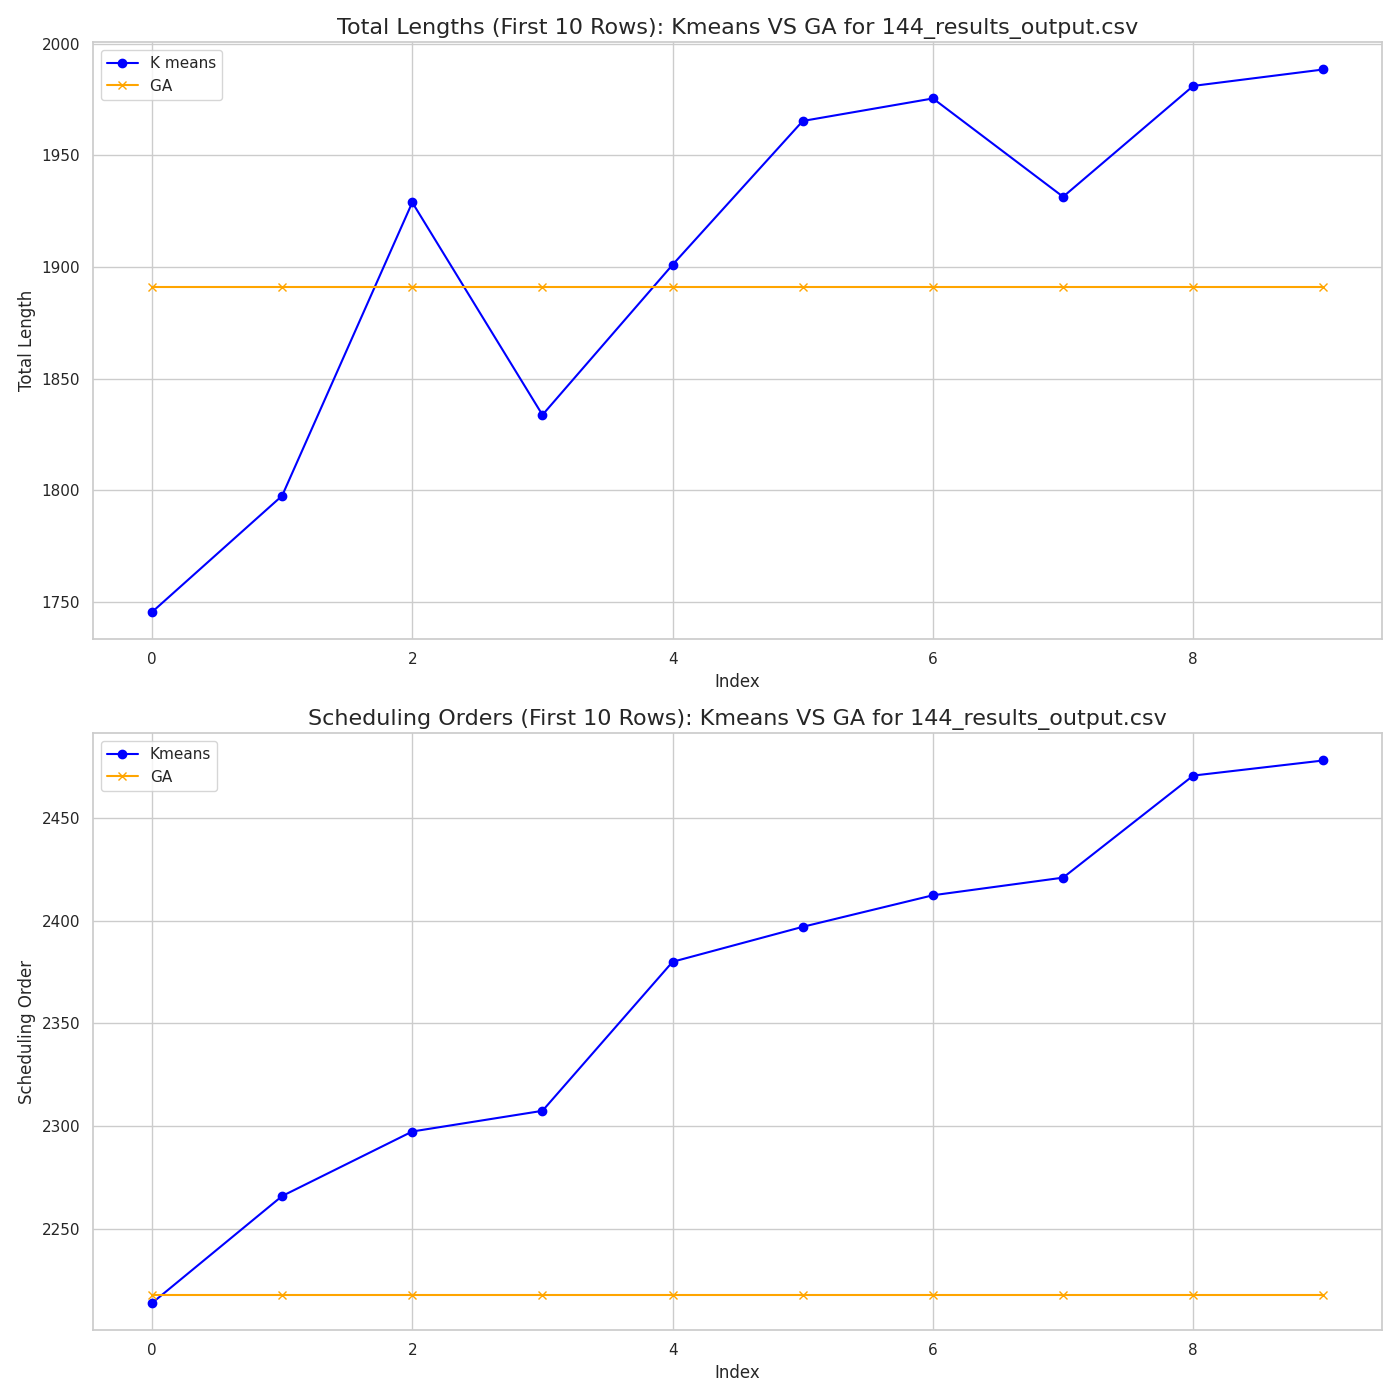 Total Lengths (First 10 Rows): Kmeans VS GA for 144_results_output.csv
K means
GA
2000
1950
1900
1850
1800
1750
Total Length
0 2 4 6 8
Index
Scheduling Orders (First 10 Rows): Kmeans VS GA for 144_results_output.csv
Kmeans
GA
2450
2400
2350
2300
2250
Scheduling Order
0 2 4 6 8
Index